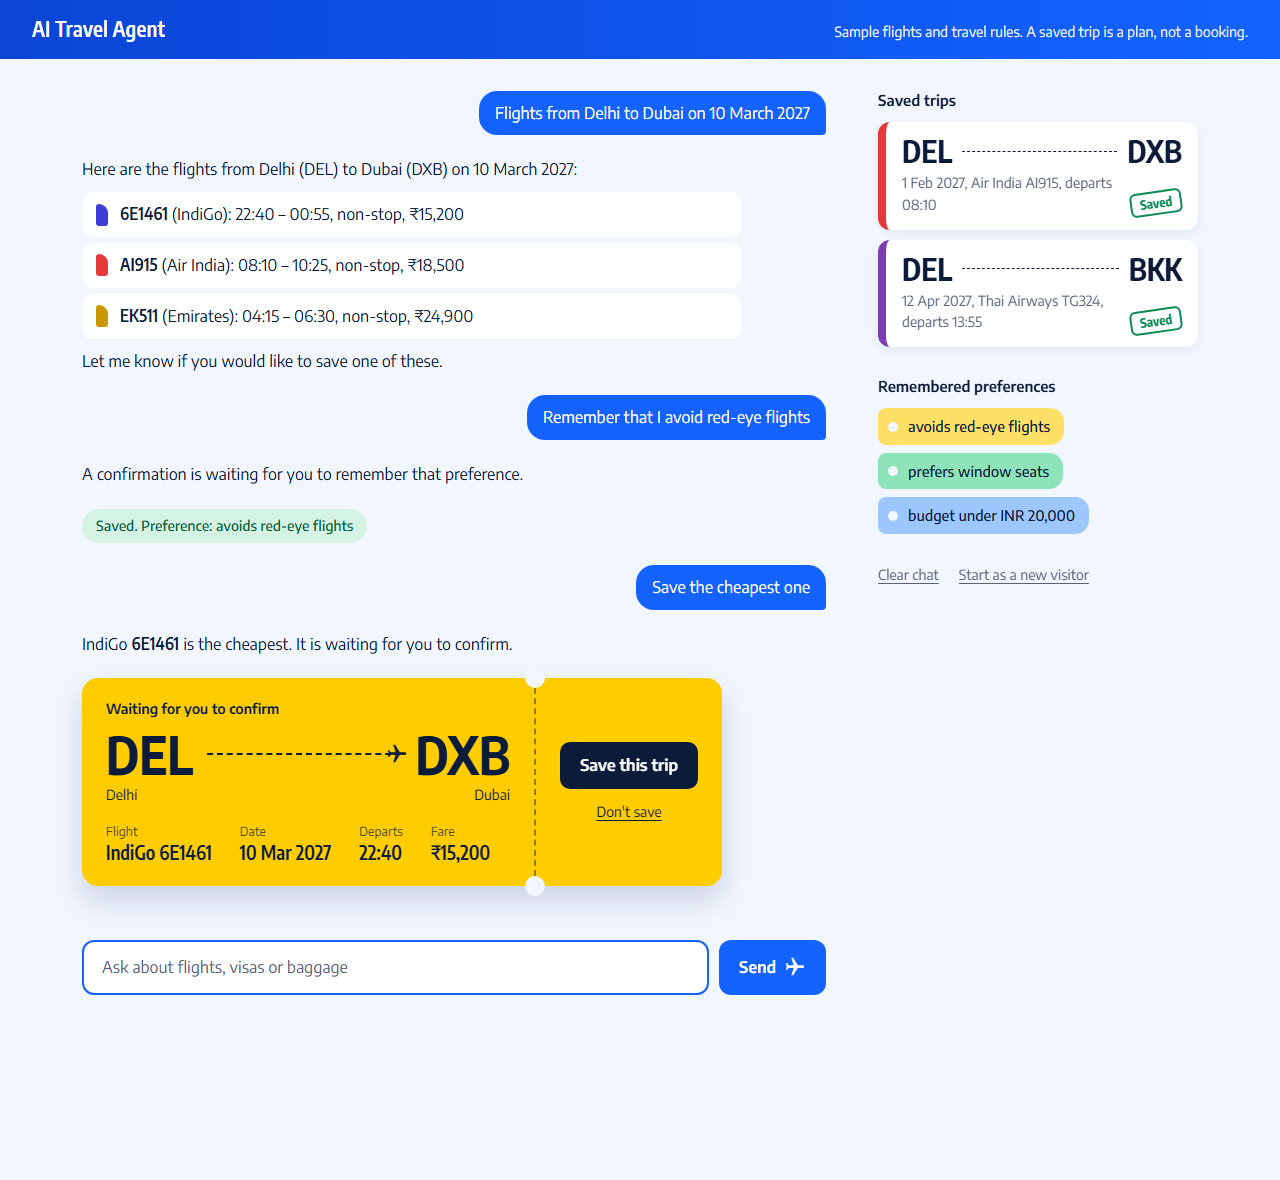 AI Travel Agent
Sample flights and travel rules. A saved trip is a plan, not a booking.
Flights from Delhi to Dubai on 10 March 2027
Here are the flights from Delhi (DEL) to Dubai (DXB) on 10 March 2027:
6E1461 (IndiGo): 22:40 – 00:55, non-stop, ₹15,200
AI915 (Air India): 08:10 – 10:25, non-stop, ₹18,500
EK511 (Emirates): 04:15 – 06:30, non-stop, ₹24,900
Let me know if you would like to save one of these.
Remember that I avoid red-eye flights
A confirmation is waiting for you to remember that preference.
Saved. Preference: avoids red-eye flights
Save the cheapest one
IndiGo 6E1461 is the cheapest. It is waiting for you to confirm.
Waiting for you to confirm
DEL DXB
Delhi Dubai
Flight Date Departs Fare
IndiGo 6E1461 10 Mar 2027 22:40 ₹15,200
Save this trip
Don't save
Ask about flights, visas or baggage
Send
Saved trips
DEL DXB
1 Feb 2027, Air India AI915, departs
08:10
Saved
DEL BKK
12 Apr 2027, Thai Airways TG324,
departs 13:55
Saved
Remembered preferences
avoids red-eye flights
prefers window seats
budget under INR 20,000
Clear chat Start as a new visitor